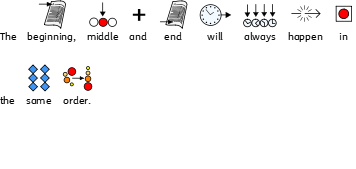 The beginning, middle and end will always happen in
the same order.